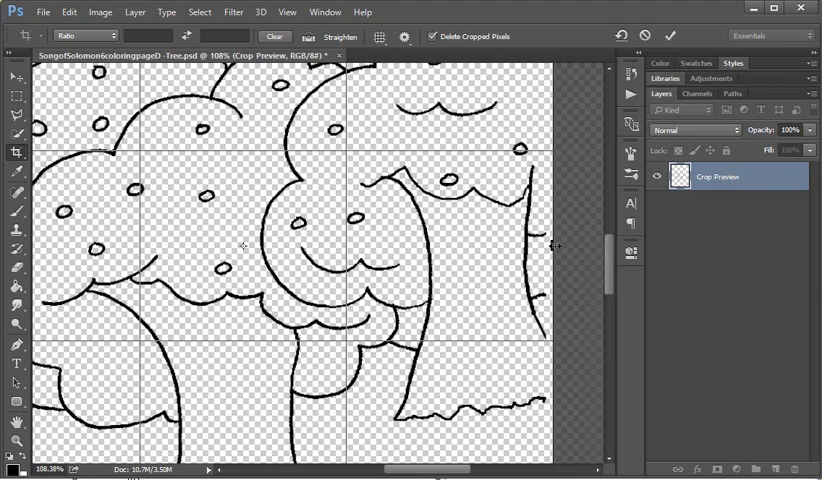 Ps File Edit Image Layer Type Select Filter 3D View Window Help
Ratio Clear Straighten Delete Cropped Pixels Essentials
SongofSolomon6coloringpageD -Tree.psd @ 108% (Crop Preview, RGB/8#) *
Color Swatches Styles
Libraries Adjustments
Layers Channels Paths
Kind
Normal Opacity: 100%
Lock: Fill: 100%
Crop Preview
108.38% Doc: 10.7M/3.50M